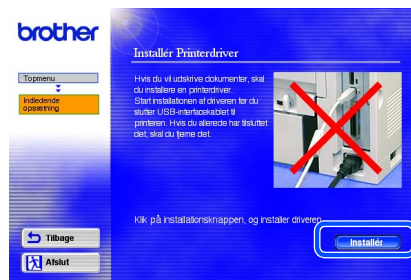 brother
Installér Printerdriver
Topmenu
Indledende
opsætning
Hvis du vil udskrive dokumenter, skal
du installere en printerdriver.
Start installationen af driveren før du
slutter USB-interfacekablet til
printeren. Hvis du allerede har tilsluttet
det, skal du fjerne det.
Klik på installationsknappen, og installer driveren
Installér
Tilbage
Afslut